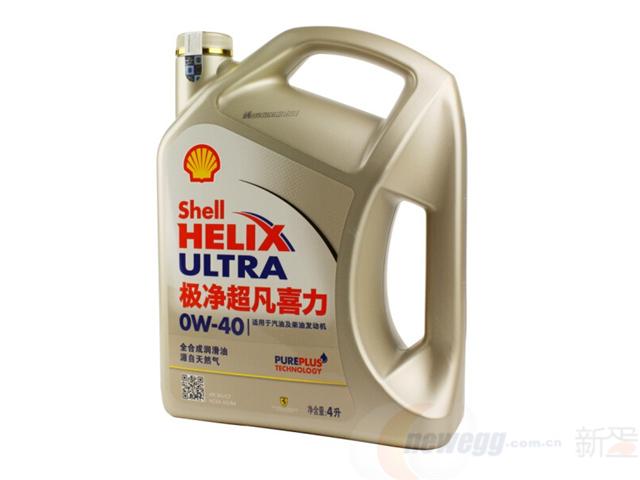 Shell
HELIX
ULTRA
极净超凡喜力
0W-40 适用于汽油及柴油发动机
全合成润滑油
源自天然气
PUREPLUS
TECHNOLOGY
净含量:4升
newegg.com.cn 新蛋